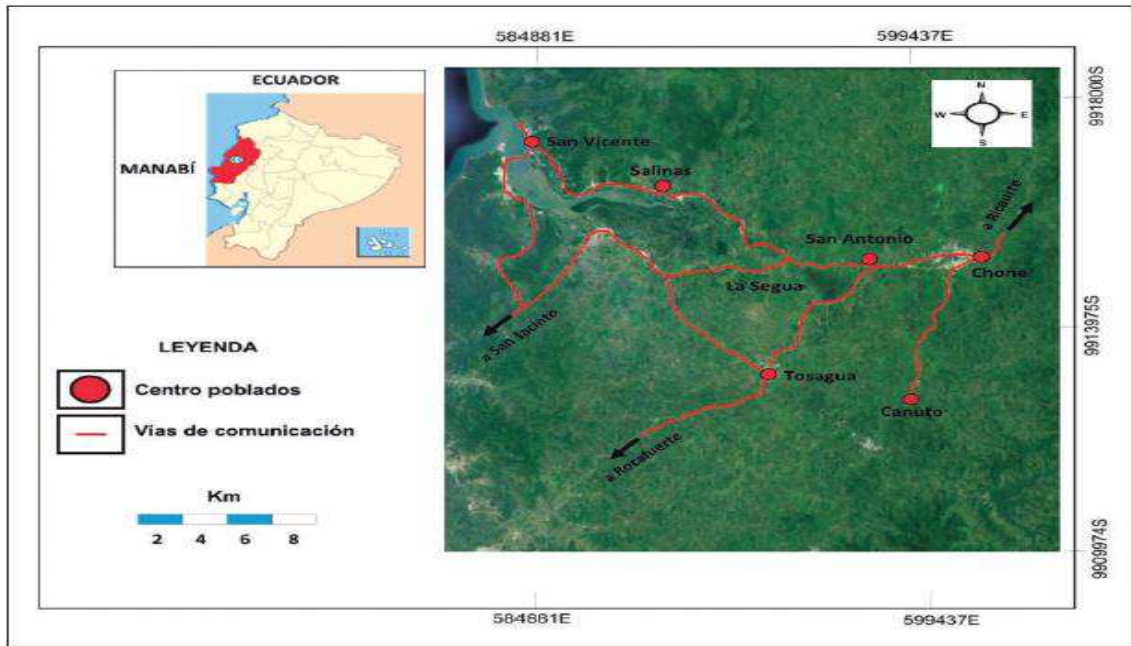 584881E 599437E
ECUADOR
MANABÍ
N
W E
S
9918000S
San Vicente
Salinas
a Ricaurte
San Antonio
Chone
La Segua
a San Jacinto
9913975S
LEYENDA
Centro poblados
Vías de comunicación
Tosagua
Canuto
a Rocafuerte
Km
2 4 6 8
9909974S
584881E 599437E